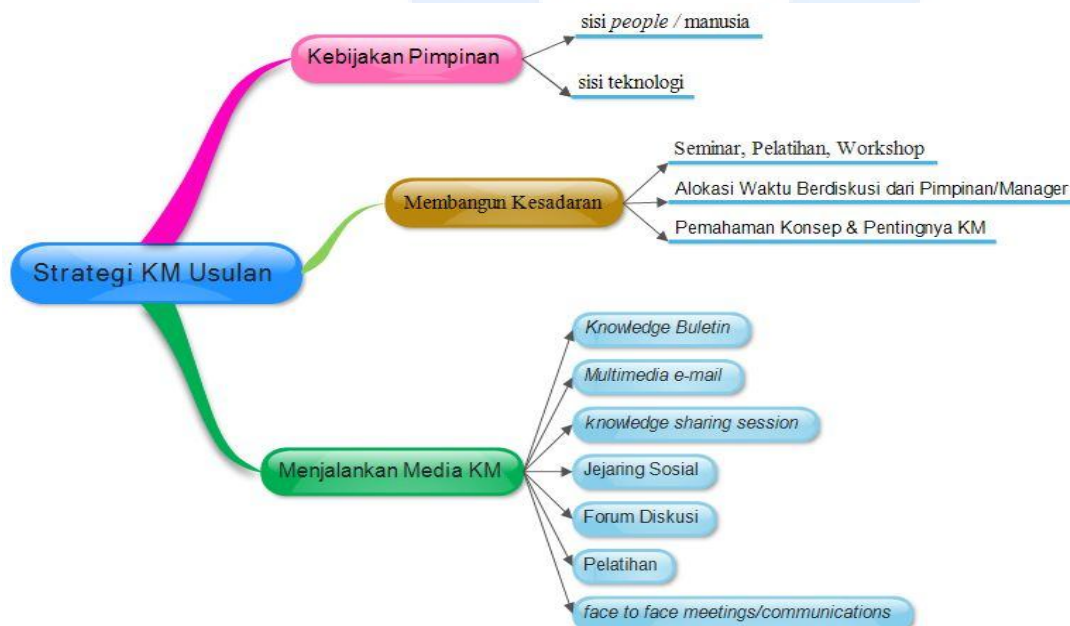 Strategi KM Usulan
Kebijakan Pimpinan
sisi people / manusia
sisi teknologi
Membangun Kesadaran
Seminar, Pelatihan, Workshop
Alokasi Waktu Berdiskusi dari Pimpinan/Manager
Pemahaman Konsep & Pentingnya KM
Menjalankan Media KM
Knowledge Buletin
Multimedia e-mail
knowledge sharing session
Jejaring Sosial
Forum Diskusi
Pelatihan
face to face meetings/communications